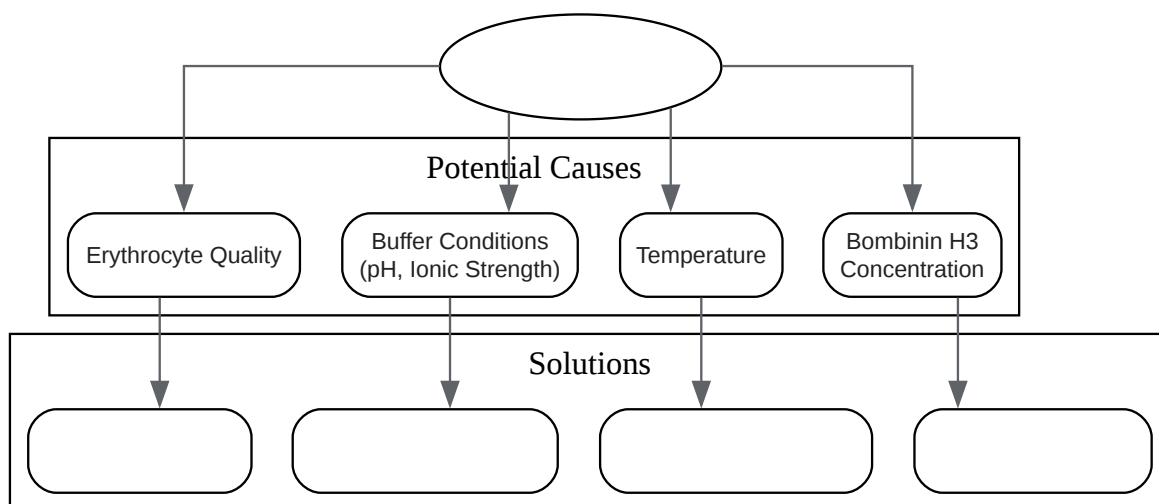 Potential Causes
Erythrocyte Quality
Buffer Conditions
(pH, Ionic Strength)
Temperature
Bombinin H3
Concentration
Solutions